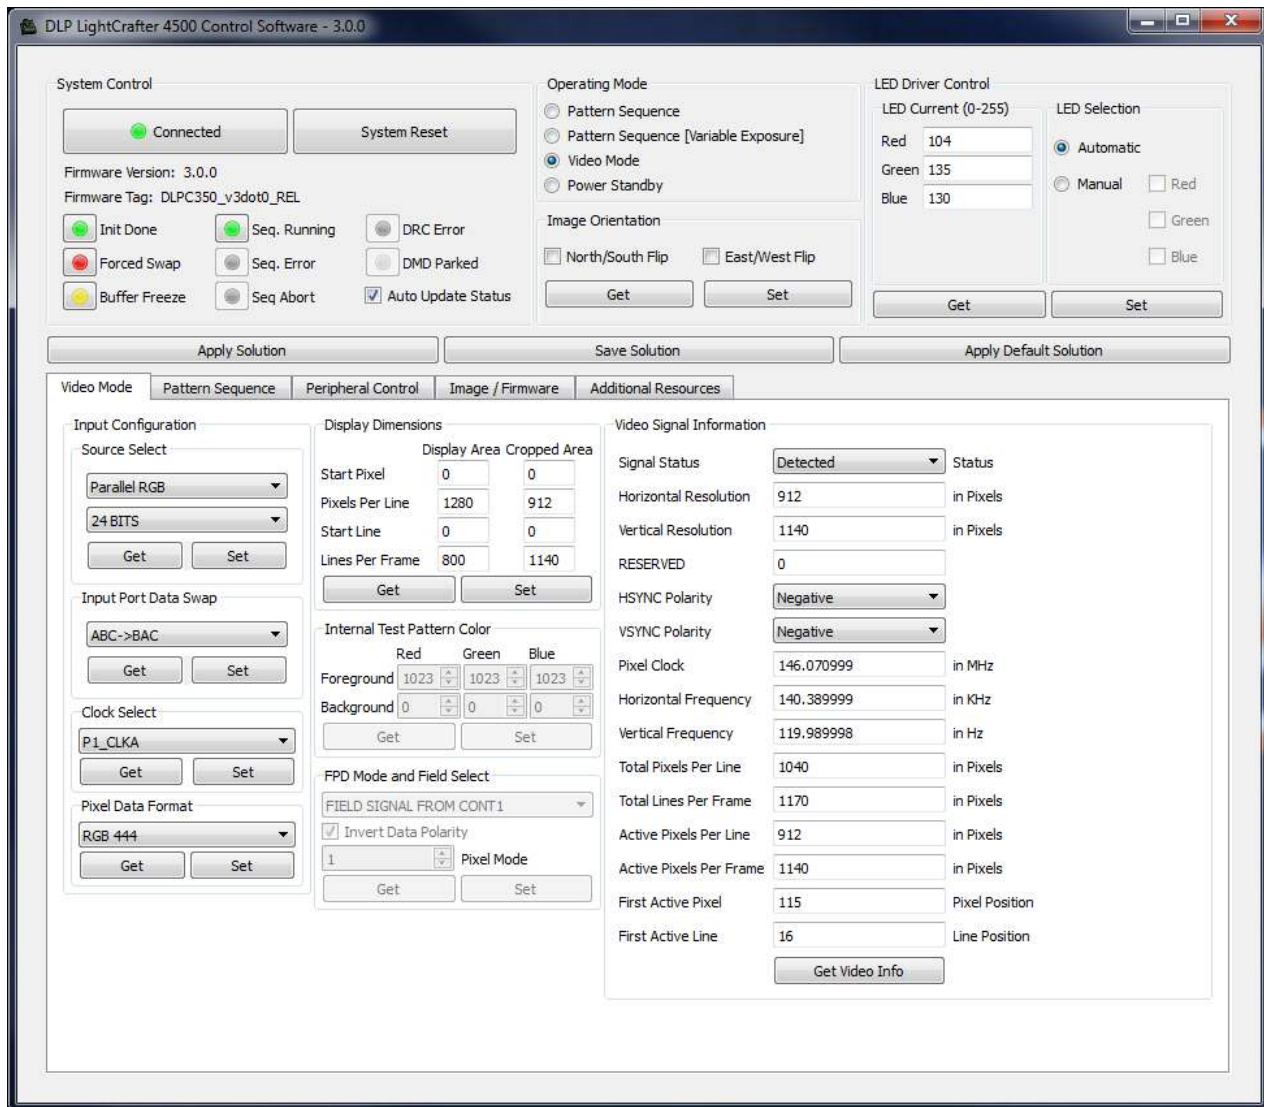 DLP LightCrafter 4500 Control Software - 3.0.0
System Control
Connected
System Reset
Firmware Version: 3.0.0
Firmware Tag: DLPC350_v3dot0_REL
Init Done
Seq. Running
DRC Error
Forced Swap
Seq. Error
DMD Parked
Buffer Freeze
Seq Abort
Auto Update Status
Operating Mode
Pattern Sequence
Pattern Sequence [Variable Exposure]
Video Mode
Power Standby
Image Orientation
North/South Flip
East/West Flip
Get
Set
LED Driver Control
LED Current (0-255)
Red 104
Green 135
Blue 130
LED Selection
Automatic
Manual
Red
Green
Blue
Get
Set
Apply Solution
Save Solution
Apply Default Solution
Video Mode
Pattern Sequence
Peripheral Control
Image / Firmware
Additional Resources
Input Configuration
Source Select
Parallel RGB
24 BITS
Get
Set
Input Port Data Swap
ABC->BAC
Get
Set
Clock Select
P1_CLKA
Get
Set
Pixel Data Format
RGB 444
Get
Set
Display Dimensions
Display Area Cropped Area
Start Pixel 0 0
Pixels Per Line 1280 912
Start Line 0 0
Lines Per Frame 800 1140
Get
Set
Internal Test Pattern Color
Red Green Blue
Foreground 1023 1023 1023
Background 0 0 0
Get
Set
FPD Mode and Field Select
FIELD SIGNAL FROM CONT1
Invert Data Polarity
1 Pixel Mode
Get
Set
Video Signal Information
Signal Status Detected Status
Horizontal Resolution 912 in Pixels
Vertical Resolution 1140 in Pixels
RESERVED 0
HSYNC Polarity Negative
VSYNC Polarity Negative
Pixel Clock 146.070999 in MHz
Horizontal Frequency 140.389999 in KHz
Vertical Frequency 119.989998 in Hz
Total Pixels Per Line 1040 in Pixels
Total Lines Per Frame 1170 in Pixels
Active Pixels Per Line 912 in Pixels
Active Pixels Per Frame 1140 in Pixels
First Active Pixel 115 Pixel Position
First Active Line 16 Line Position
Get Video Info